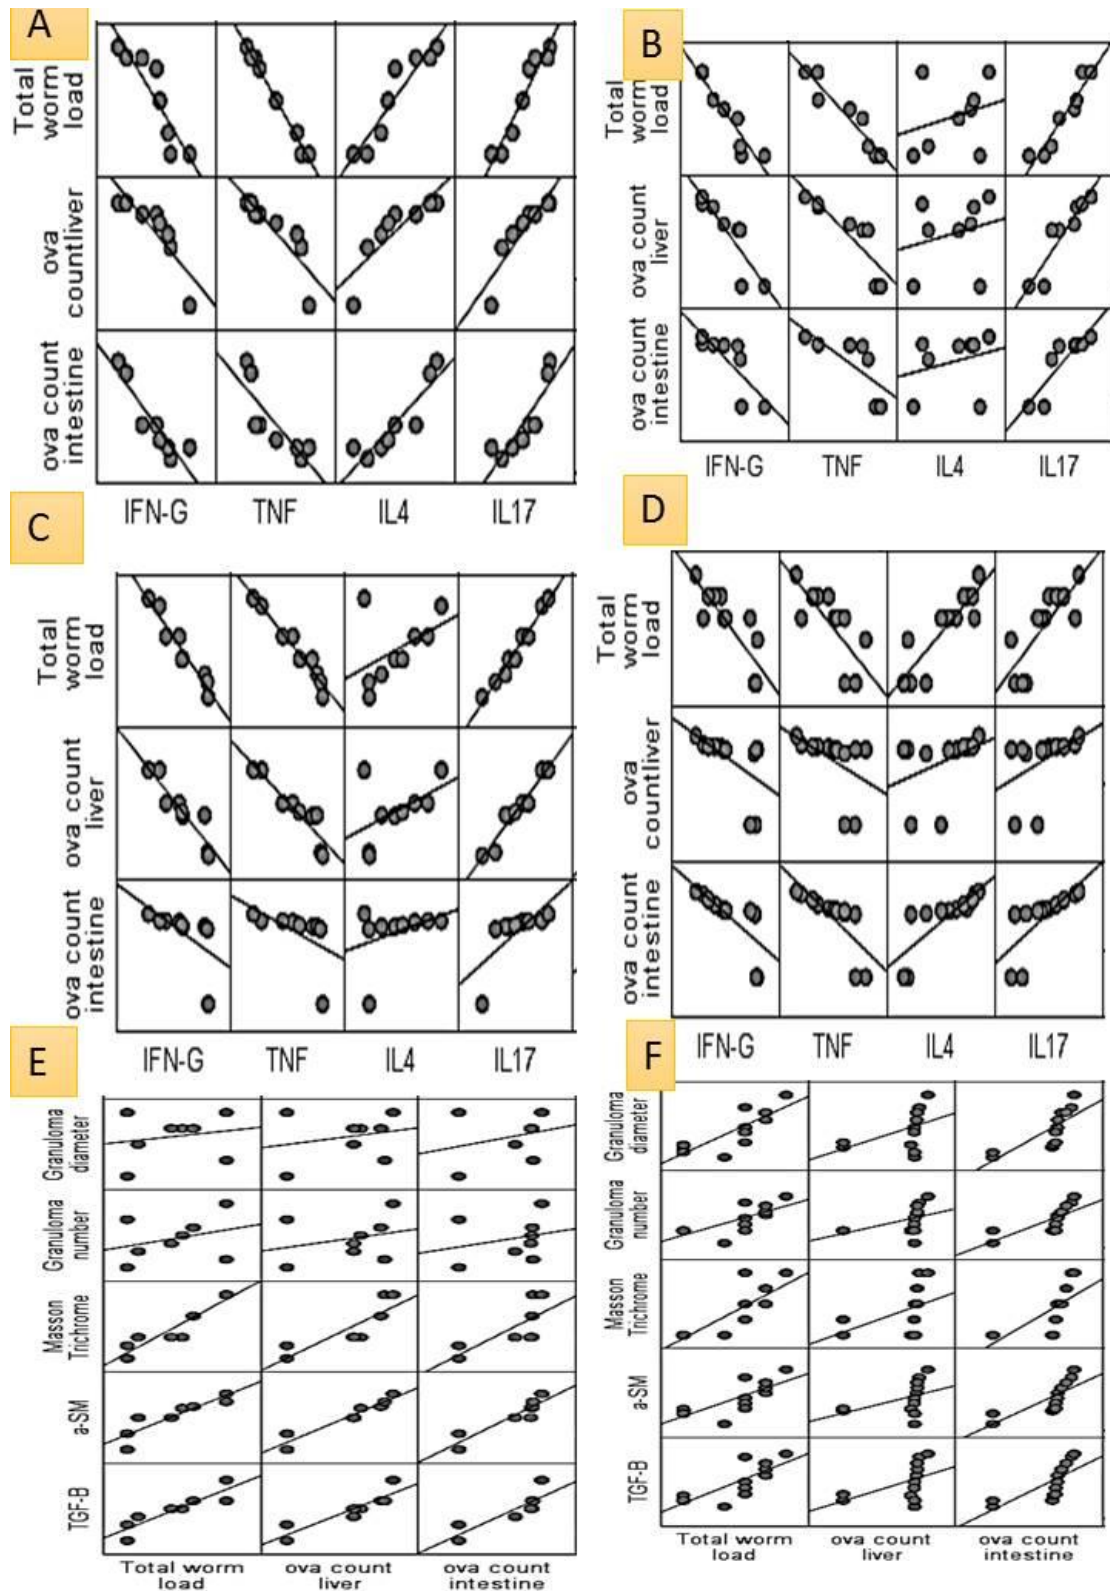 A
Total
worm
load
ova
countliver
ova count
intestine
IFN-G TNF IL4 IL17
B
Total
worm
load
ova count
liver
ova count
intestine
IFN-G TNF IL4 IL17
C
Total
worm
load
ova count
liver
ova count
intestine
IFN-G TNF IL4 IL17
D
Total
worm
load
ova
countliver
ova count
intestine
IFN-G TNF IL4 IL17
E
Granuloma
diameter
Granuloma
number
Masson
Trichrome
a-SM
TGF-B
Total worm
load
ova count
liver
ova count
intestine
F
Granuloma
diameter
Granuloma
number
Masson
Trichrome
a-SM
TGF-B
Total worm
load
ova count
liver
ova count
intestine